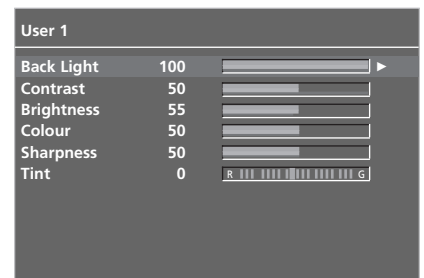 User 1
Back Light 100
Contrast 50
Brightness 55
Colour 50
Sharpness 50
Tint 0 R G